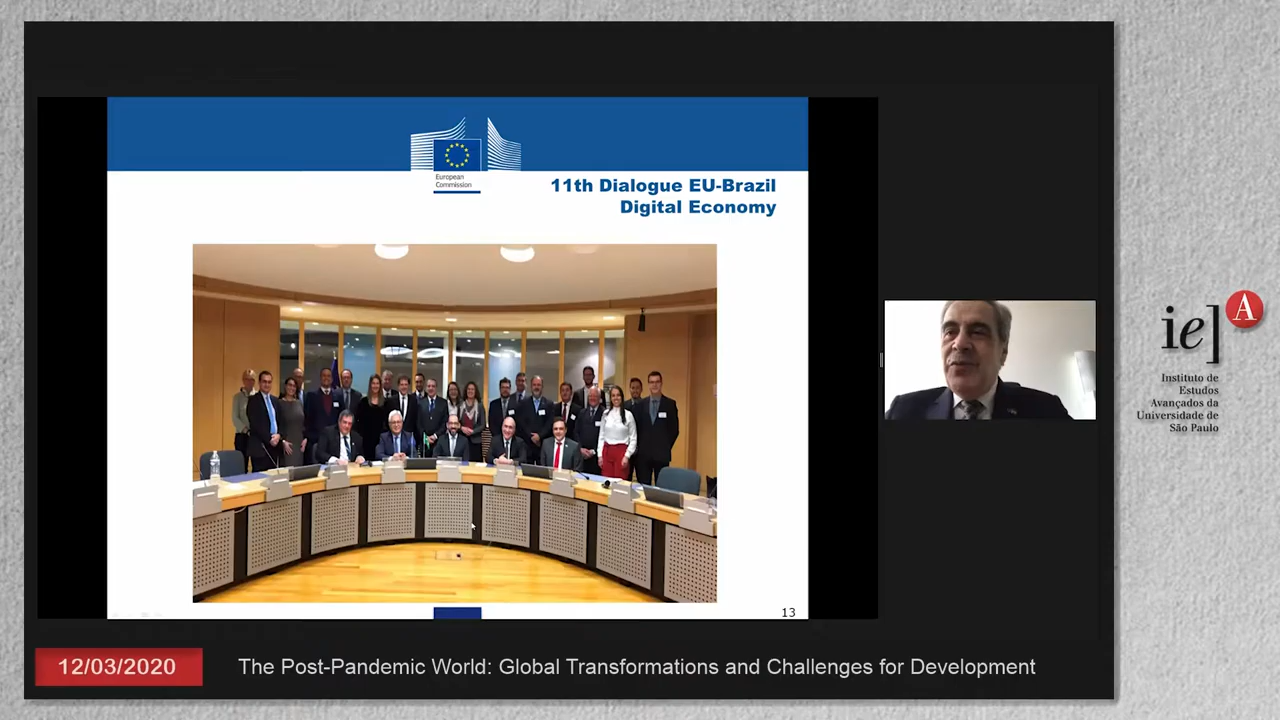 European
Commission
11th Dialogue EU-Brazil
Digital Economy
13
12/03/2020
The Post-Pandemic World: Global Transformations and Challenges for Development
ie]
A
Instituto de
Estudos
Avançados da
Universidade de
São Paulo